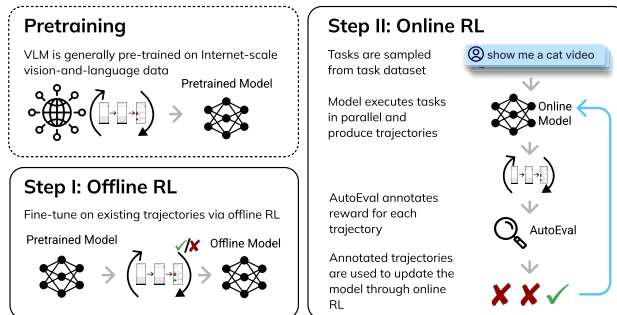 Pretraining
VLM is generally pre-trained on Internet-scale
vision-and-language data
Pretrained Model
Step I: Offline RL
Fine-tune on existing trajectories via offline RL
Pretrained Model
Offline Model
Step II: Online RL
Tasks are sampled
from task dataset
show me a cat video
Model executes tasks
in parallel and
produce trajectories
Online
Model
AutoEval annotates
reward for each
trajectory
AutoEval
Annotated trajectories
are used to update the
model through online
RL